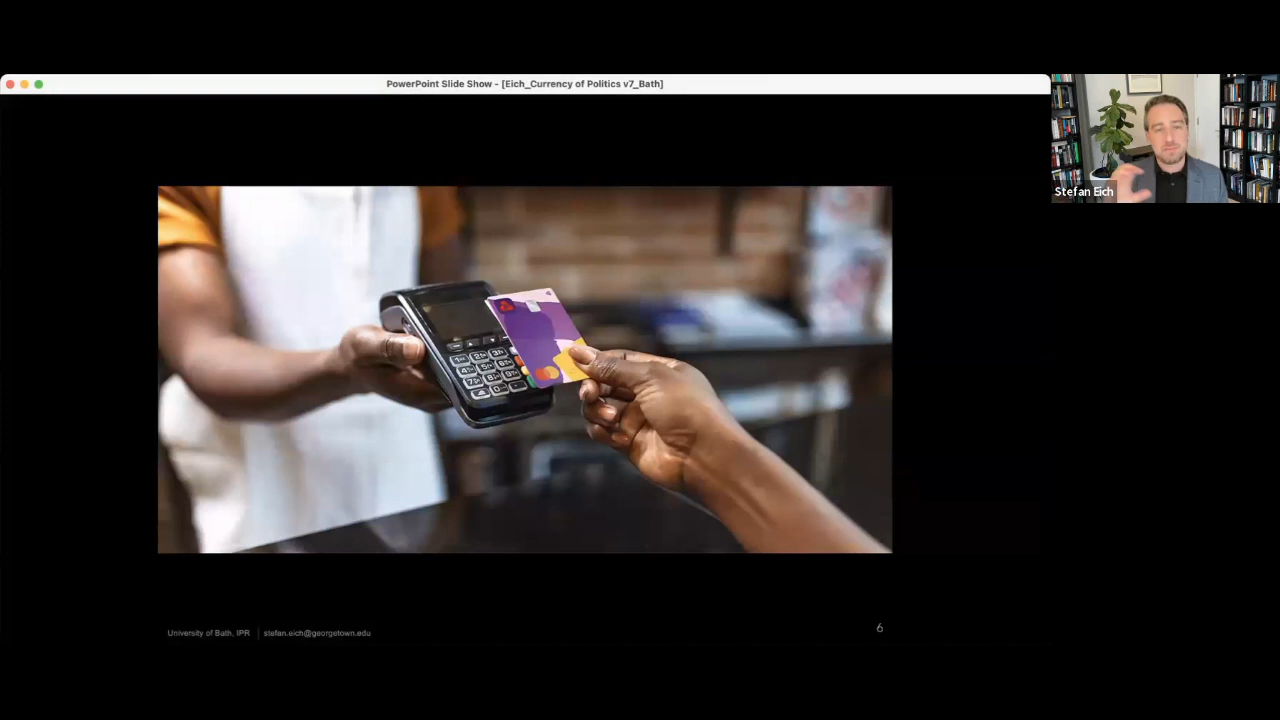 PowerPoint Slide Show - [Eich_Currency of Politics v7_Bath]
Stefan Eich
University of Bath, IPR | stefan.eich@georgetown.edu
6